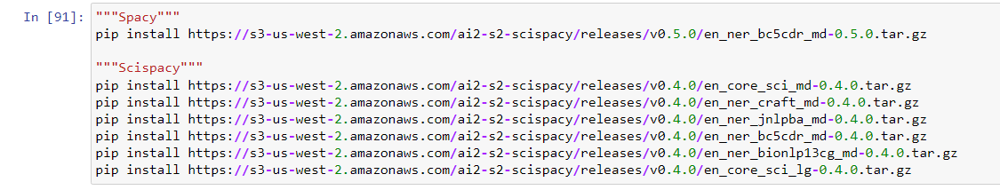 In [91]: """Spacy"""
pip install https://s3-us-west-2.amazonaws.com/ai2-s2-scispacy/releases/v0.5.0/en_ner_bc5cdr_md-0.5.0.tar.gz
"""Scispacy"""
pip install https://s3-us-west-2.amazonaws.com/ai2-s2-scispacy/releases/v0.4.0/en_core_sci_md-0.4.0.tar.gz
pip install https://s3-us-west-2.amazonaws.com/ai2-s2-scispacy/releases/v0.4.0/en_ner_craft_md-0.4.0.tar.gz
pip install https://s3-us-west-2.amazonaws.com/ai2-s2-scispacy/releases/v0.4.0/en_ner_jnlpba_md-0.4.0.tar.gz
pip install https://s3-us-west-2.amazonaws.com/ai2-s2-scispacy/releases/v0.4.0/en_ner_bc5cdr_md-0.4.0.tar.gz
pip install https://s3-us-west-2.amazonaws.com/ai2-s2-scispacy/releases/v0.4.0/en_ner_bionlp13cg_md-0.4.0.tar.gz
pip install https://s3-us-west-2.amazonaws.com/ai2-s2-scispacy/releases/v0.4.0/en_core_sci_lg-0.4.0.tar.gz